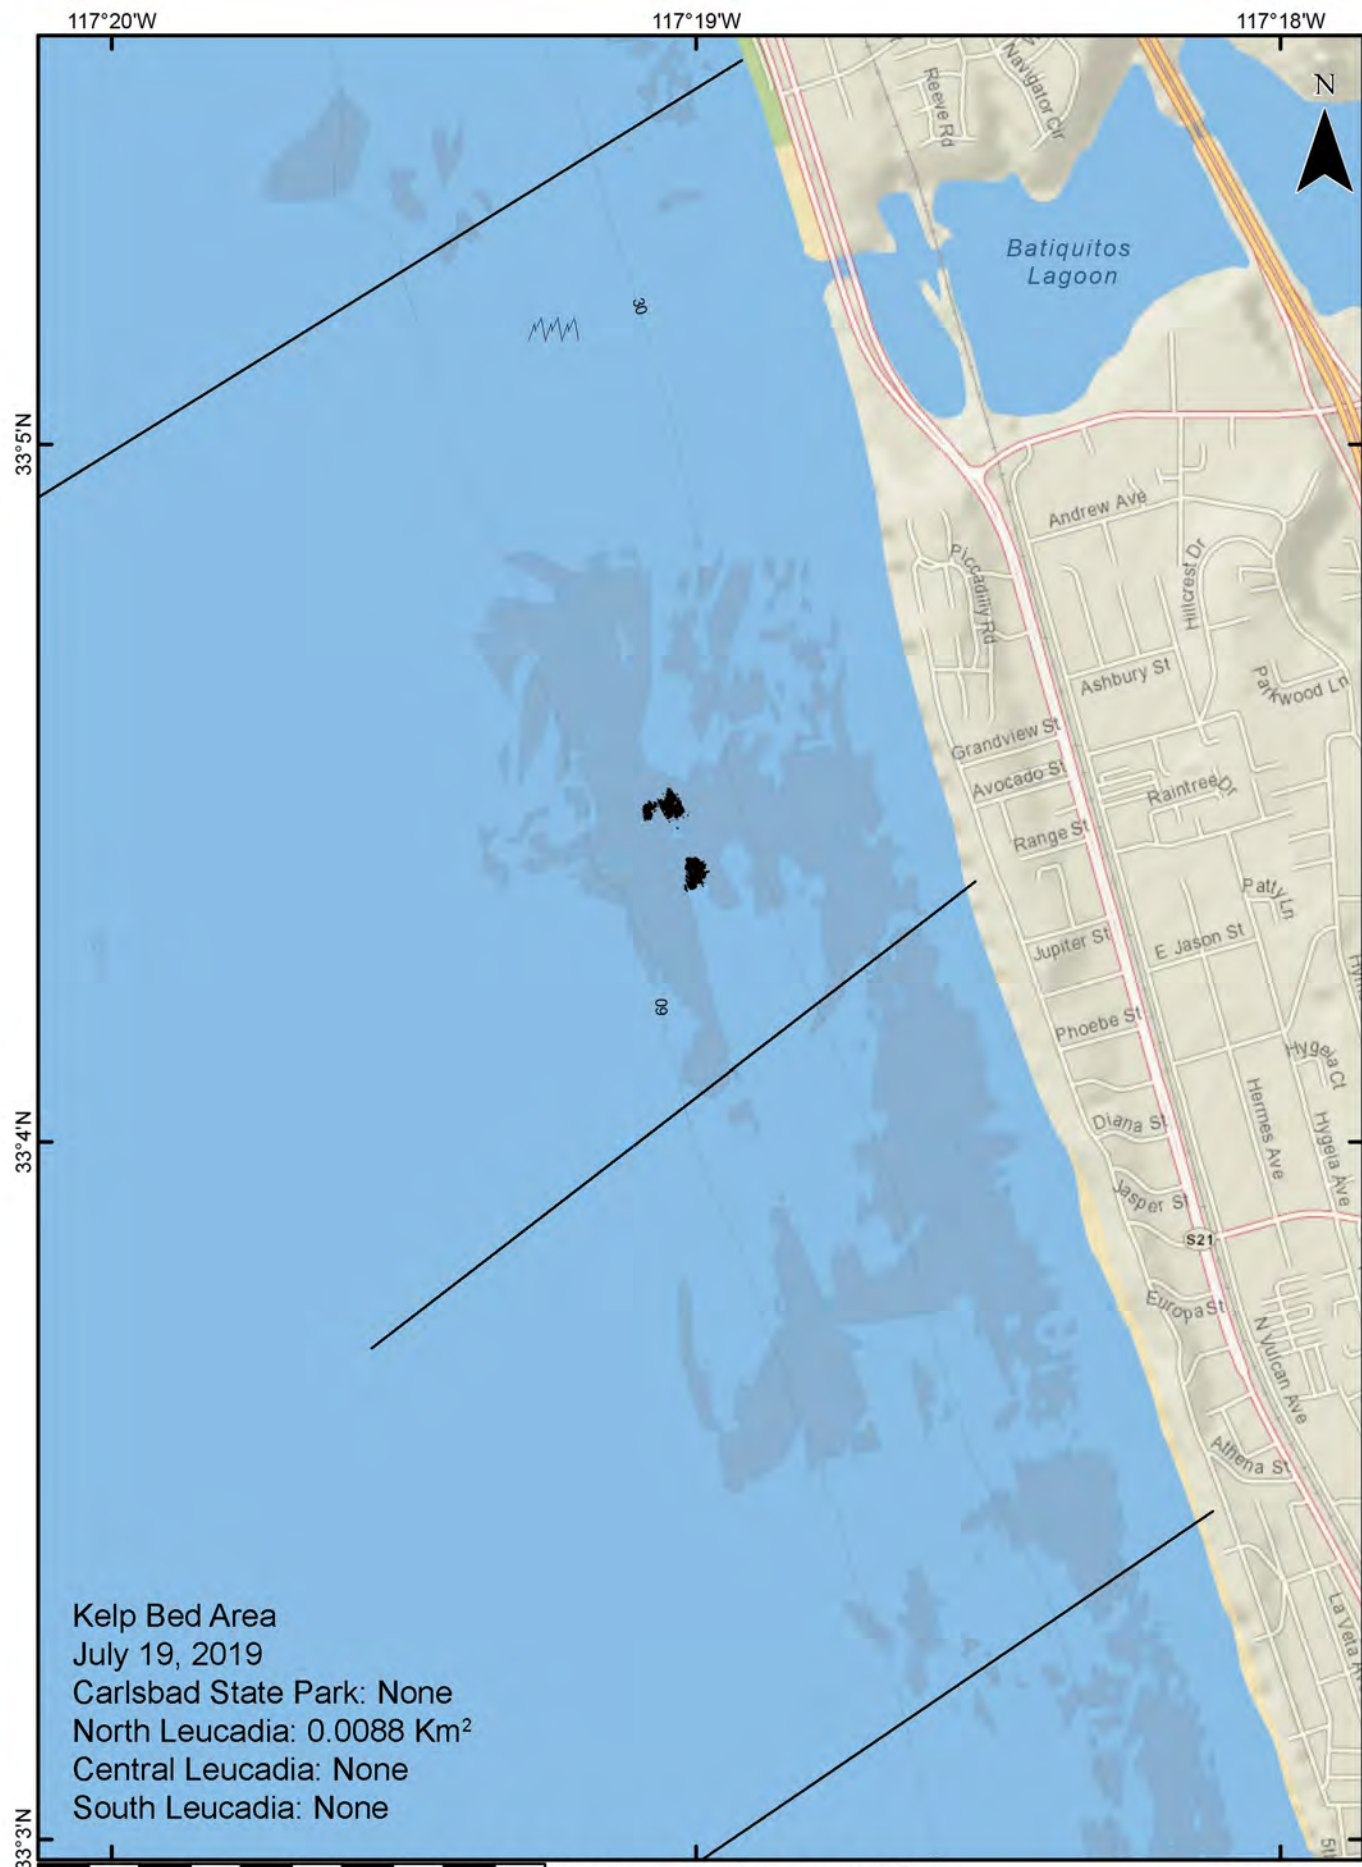 117°20'W
117°19'W
117°18'W
N
Navigator Cir
Reeve Rd
Batiquitos
Lagoon
30
33°5'N
Andrew Ave
Piccadilly Rd
Hillcrest Dr
Ashbury St
Parkwood Ln
Grandview St
Avocado St
Raintree Dr
Range St
Patty Ln
Jupiter St
E Jason St
60
Phoebe St
Hygeia Ct
Hermes Ave
Hygeia Ave
33°4'N
Diana St
Jasper St
S21
Europa St
N Vulcan Ave
Athena St
La Veta
Kelp Bed Area
July 19, 2019
Carlsbad State Park: None
North Leucadia: 0.0088 Km²
Central Leucadia: None
South Leucadia: None
33°3'N